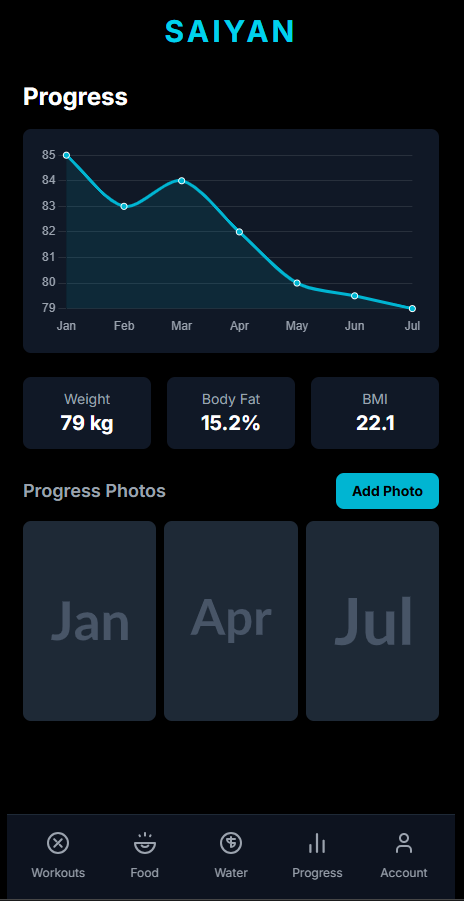 SAIYAN
Progress
85
84
83
82
81
80
79
Jan Feb Mar Apr May Jun Jul
Weight Body Fat BMI
79 kg 15.2% 22.1
Progress Photos Add Photo
Jan Apr Jul
Workouts Food Water Progress Account